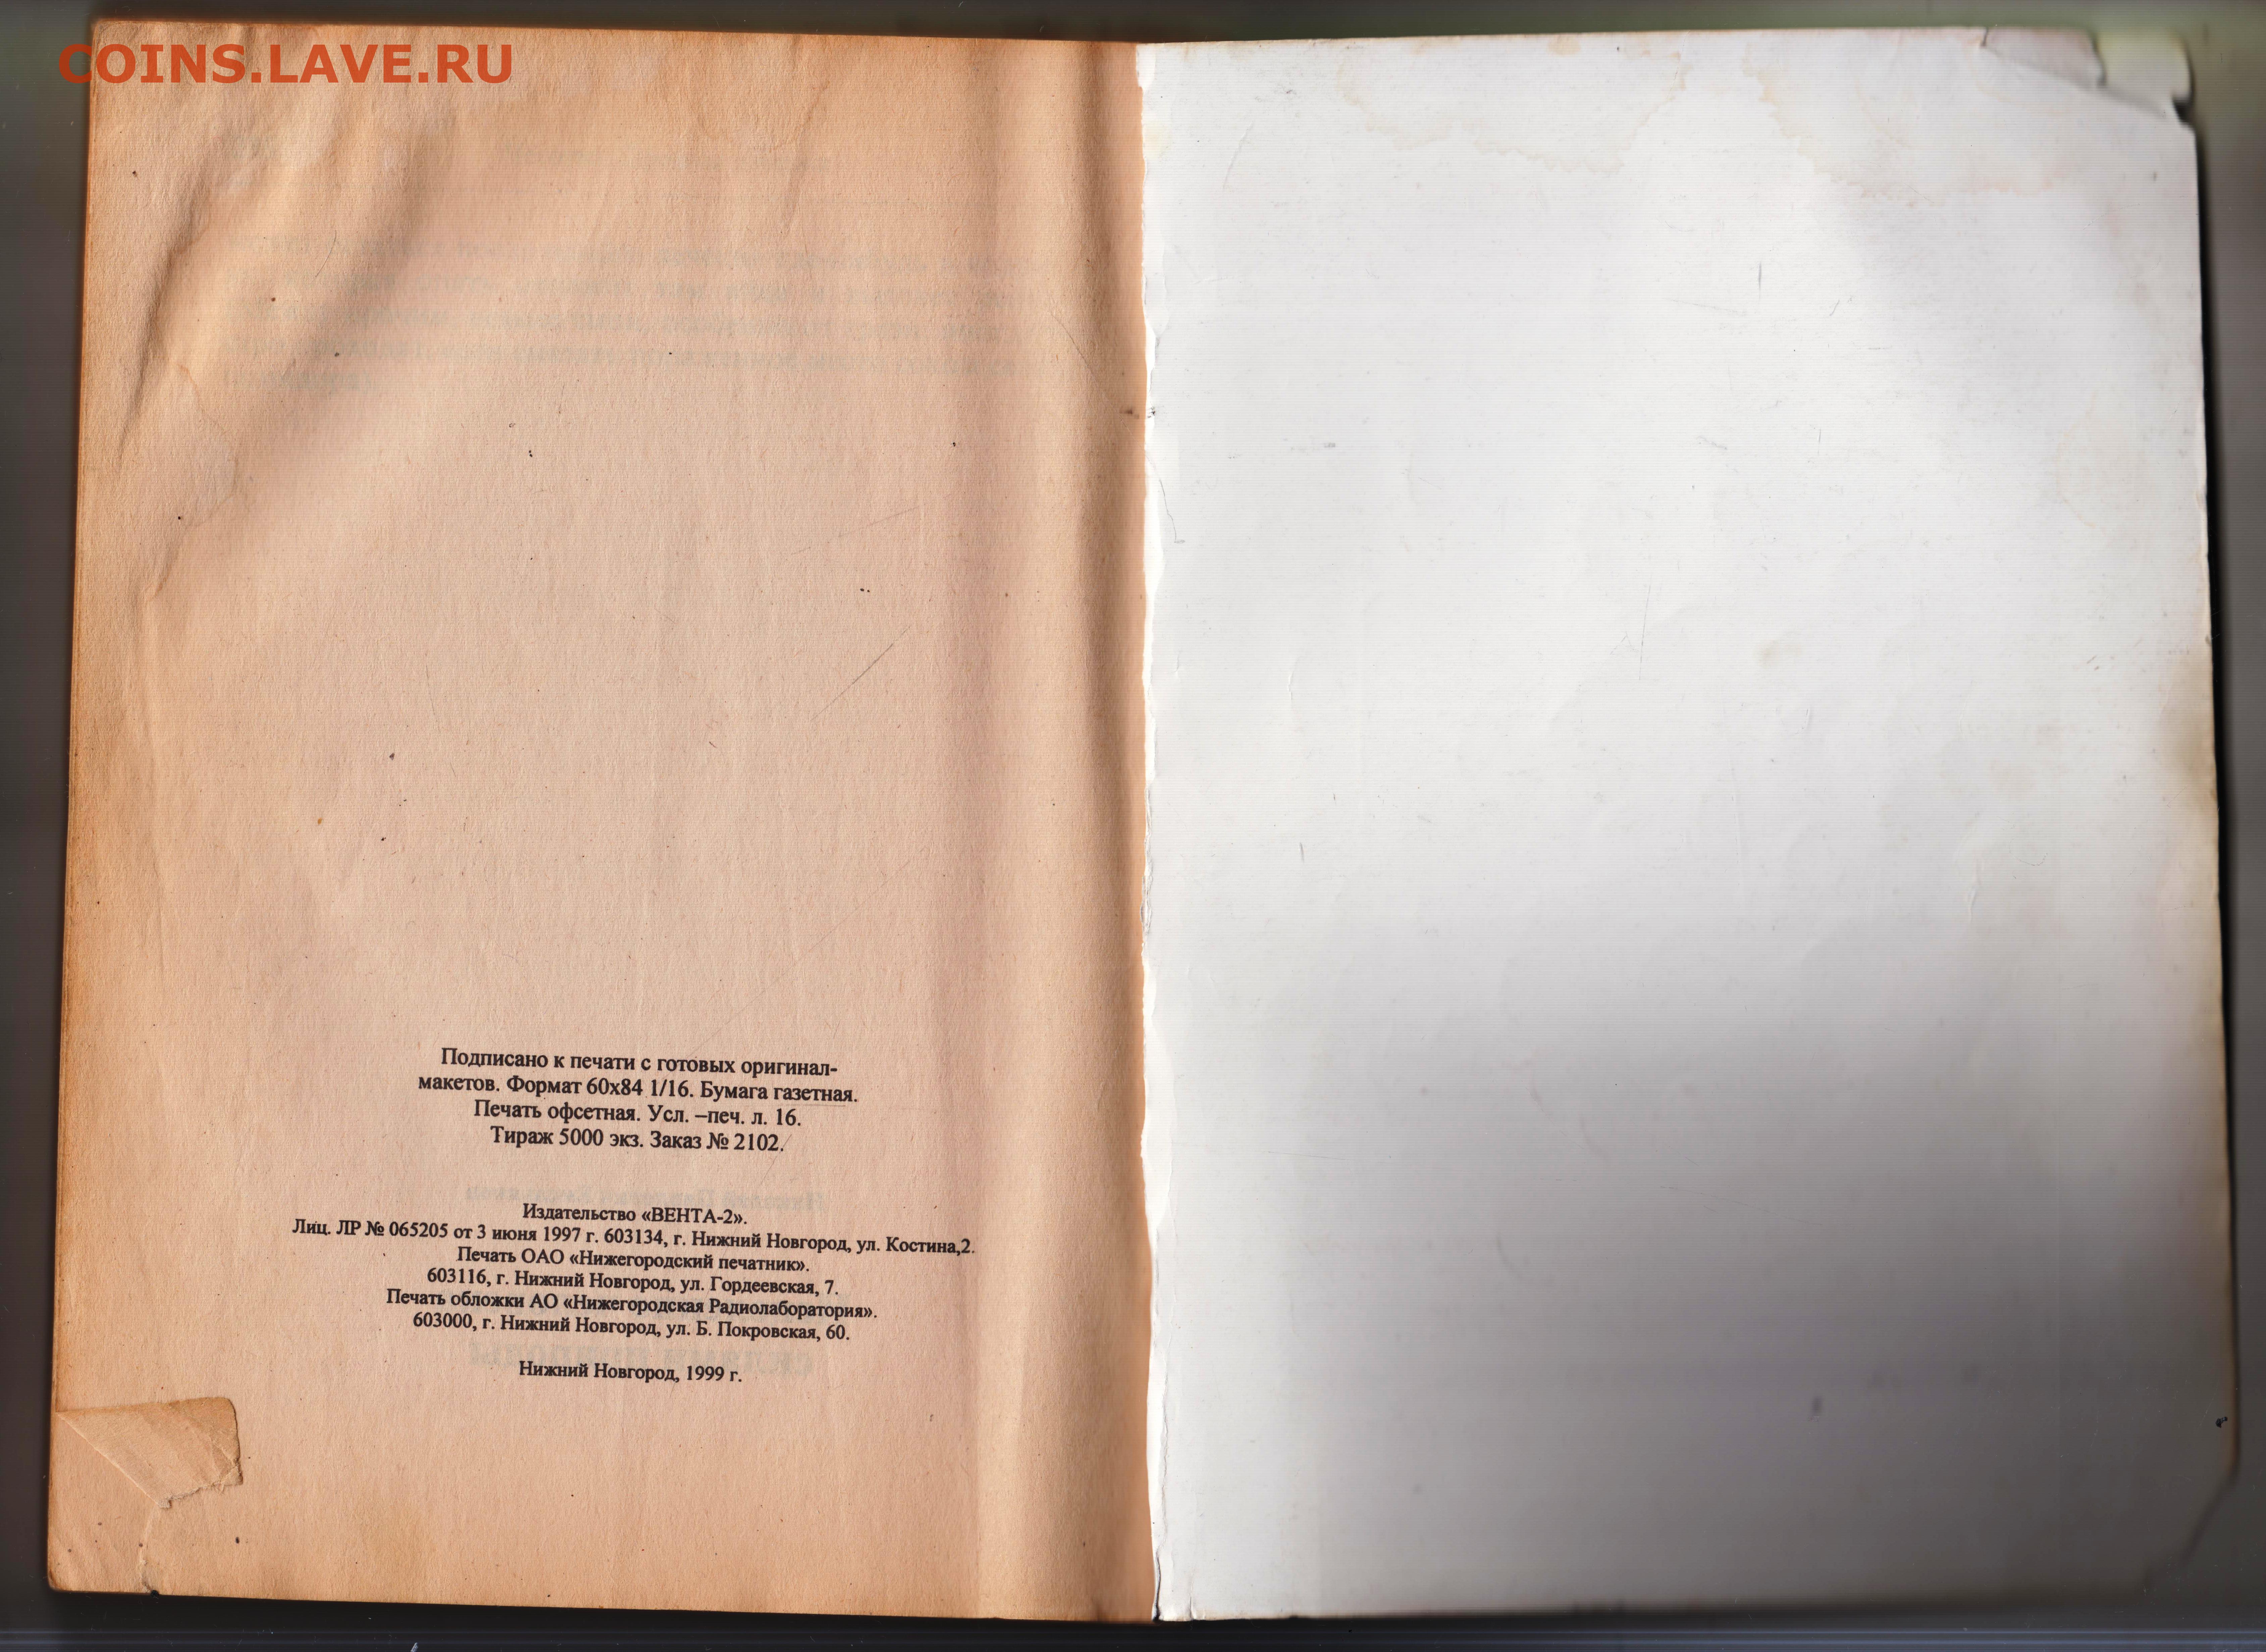 COINS.LAVE.RU
Подписано к печати с готовых оригинал-
макетов. Формат 60х84 1/16. Бумага газетная.
Печать офсетная. Усл. –печ. л. 16.
Тираж 5000 экз. Заказ № 2102.
Издательство «ВЕНТА-2».
Лиц. ЛР № 065205 от 3 июня 1997 г. 603134, г. Нижний Новгород, ул. Костина,2.
Печать ОАО «Нижегородский печатник».
603116, г. Нижний Новгород, ул. Гордеевская, 7.
Печать обложки АО «Нижегородская Радиолаборатория».
603000, г. Нижний Новгород, ул. Б. Покровская, 60.
Нижний Новгород, 1999 г.